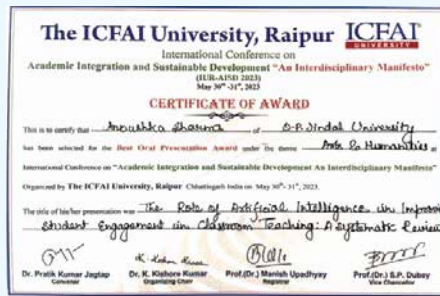 The ICFAI University, Raipur
ICFAI
UNIVERSITY
International Conference on
Academic Integration and Sustainable Development "An Interdisciplinary Manifesto"
(IUR-AISD 2023)
May 30th -31st, 2023
CERTIFICATE OF AWARD
This is to certify that Anoushka Sharma of O.P. Jindal University
has been selected for the Best Oral Presentation Award under the theme Arts & Humanities at
International Conference on "Academic Integration and Sustainable Development An Interdisciplinary Manifesto"
Organized by The ICFAI University, Raipur Chhattisgarh India on May 30th- 31st, 2023.
The title of his/her presentation was The Role of Artificial Intelligence in Improving
Student Engagement in Classroom Teaching: A Systematic Review
Dr. Pratik Kumar Jagtap
Convener
Dr. K. Kishore Kumar
Organizing Chair
Prof.(Dr.) Manish Upadhyay
Registrar
Prof.(Dr.) S.P. Dubey
Vice Chancellor